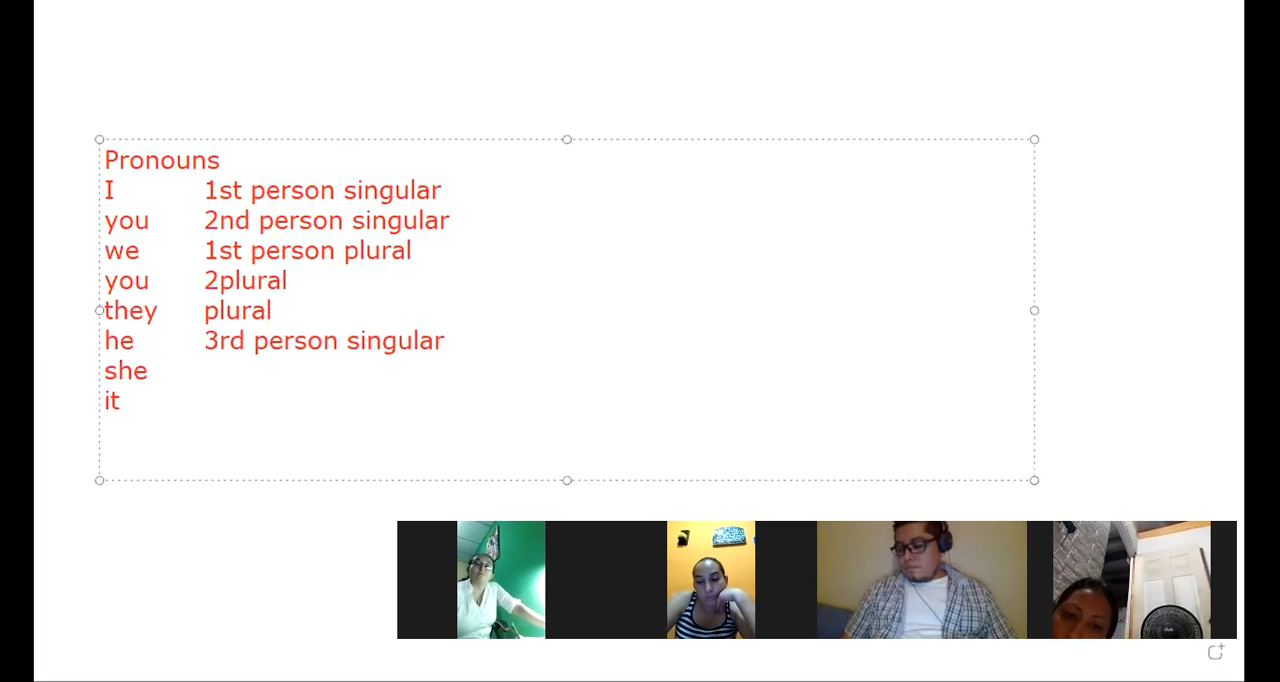 Pronouns
I 1st person singular
you 2nd person singular
we 1st person plural
you 2plural
they plural
he 3rd person singular
she
it